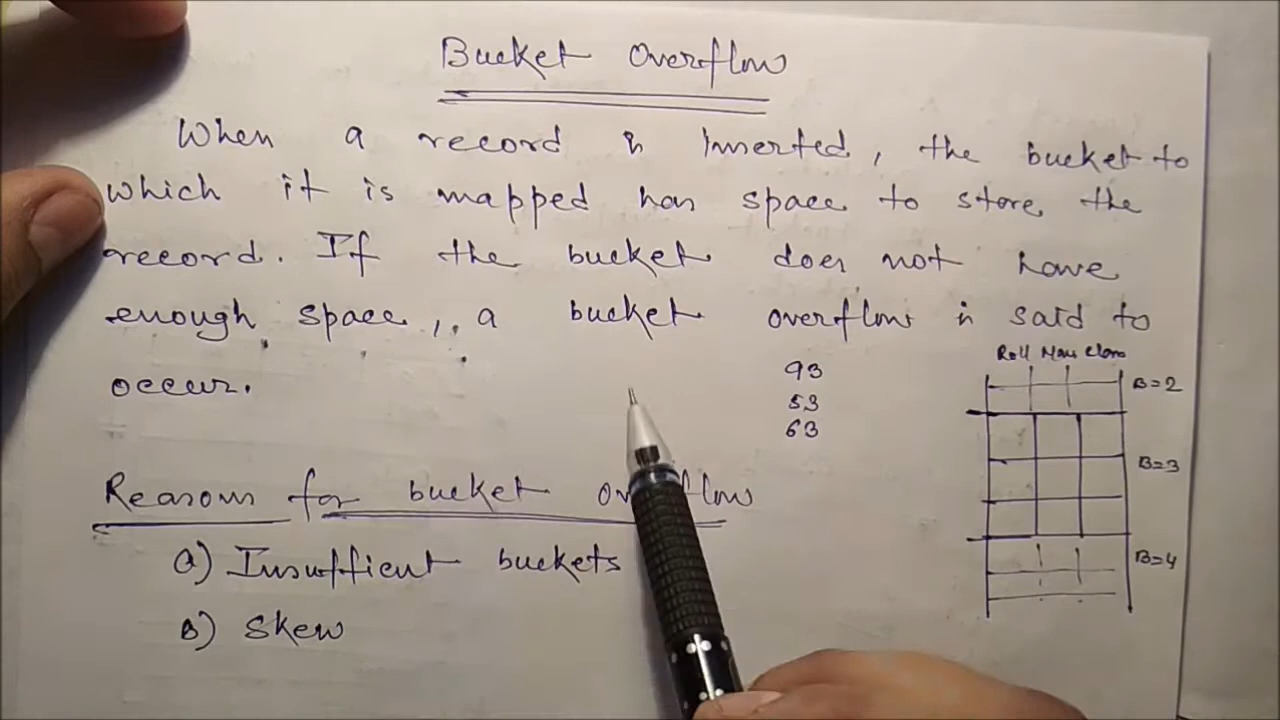 Bucket Overflow
When a record is inserted, the bucket to
which it is mapped has space to store the
record. If the bucket does not have
enough space, a bucket overflow is said to
occur.
93
53
63
Roll Class
B=2
B=3
B=4
Reasons for bucket overflow
a) Insufficient buckets
B) Skew